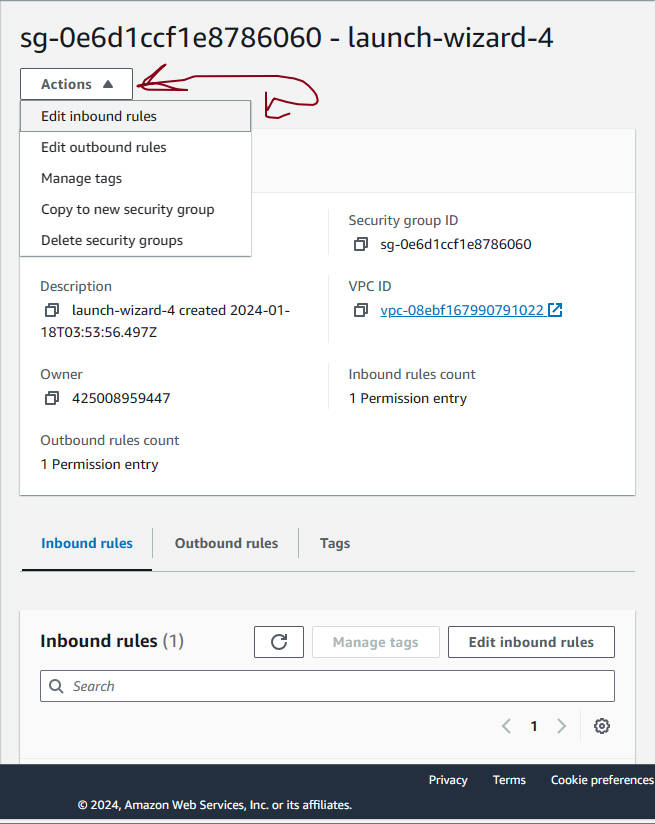 sg-0e6d1ccf1e8786060 - launch-wizard-4
Actions
Edit inbound rules
Edit outbound rules
Manage tags
Copy to new security group
Delete security groups
Security group ID
sg-0e6d1ccf1e8786060
Description
launch-wizard-4 created 2024-01-
18T03:53:56.497Z
VPC ID
vpc-08ebf167990791022
Owner
425008959447
Inbound rules count
1 Permission entry
Outbound rules count
1 Permission entry
Inbound rules Outbound rules Tags
Inbound rules (1) Manage tags Edit inbound rules
Search
1
Privacy Terms Cookie preferences
© 2024, Amazon Web Services, Inc. or its affiliates.